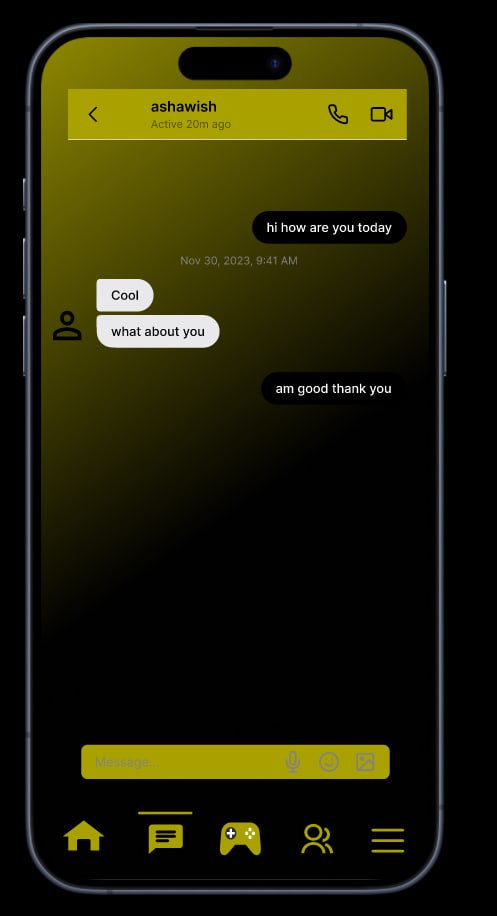 ashawish
Active 20m ago
hi how are you today
Nov 30, 2023, 9:41 AM
Cool
what about you
am good thank you
Message...